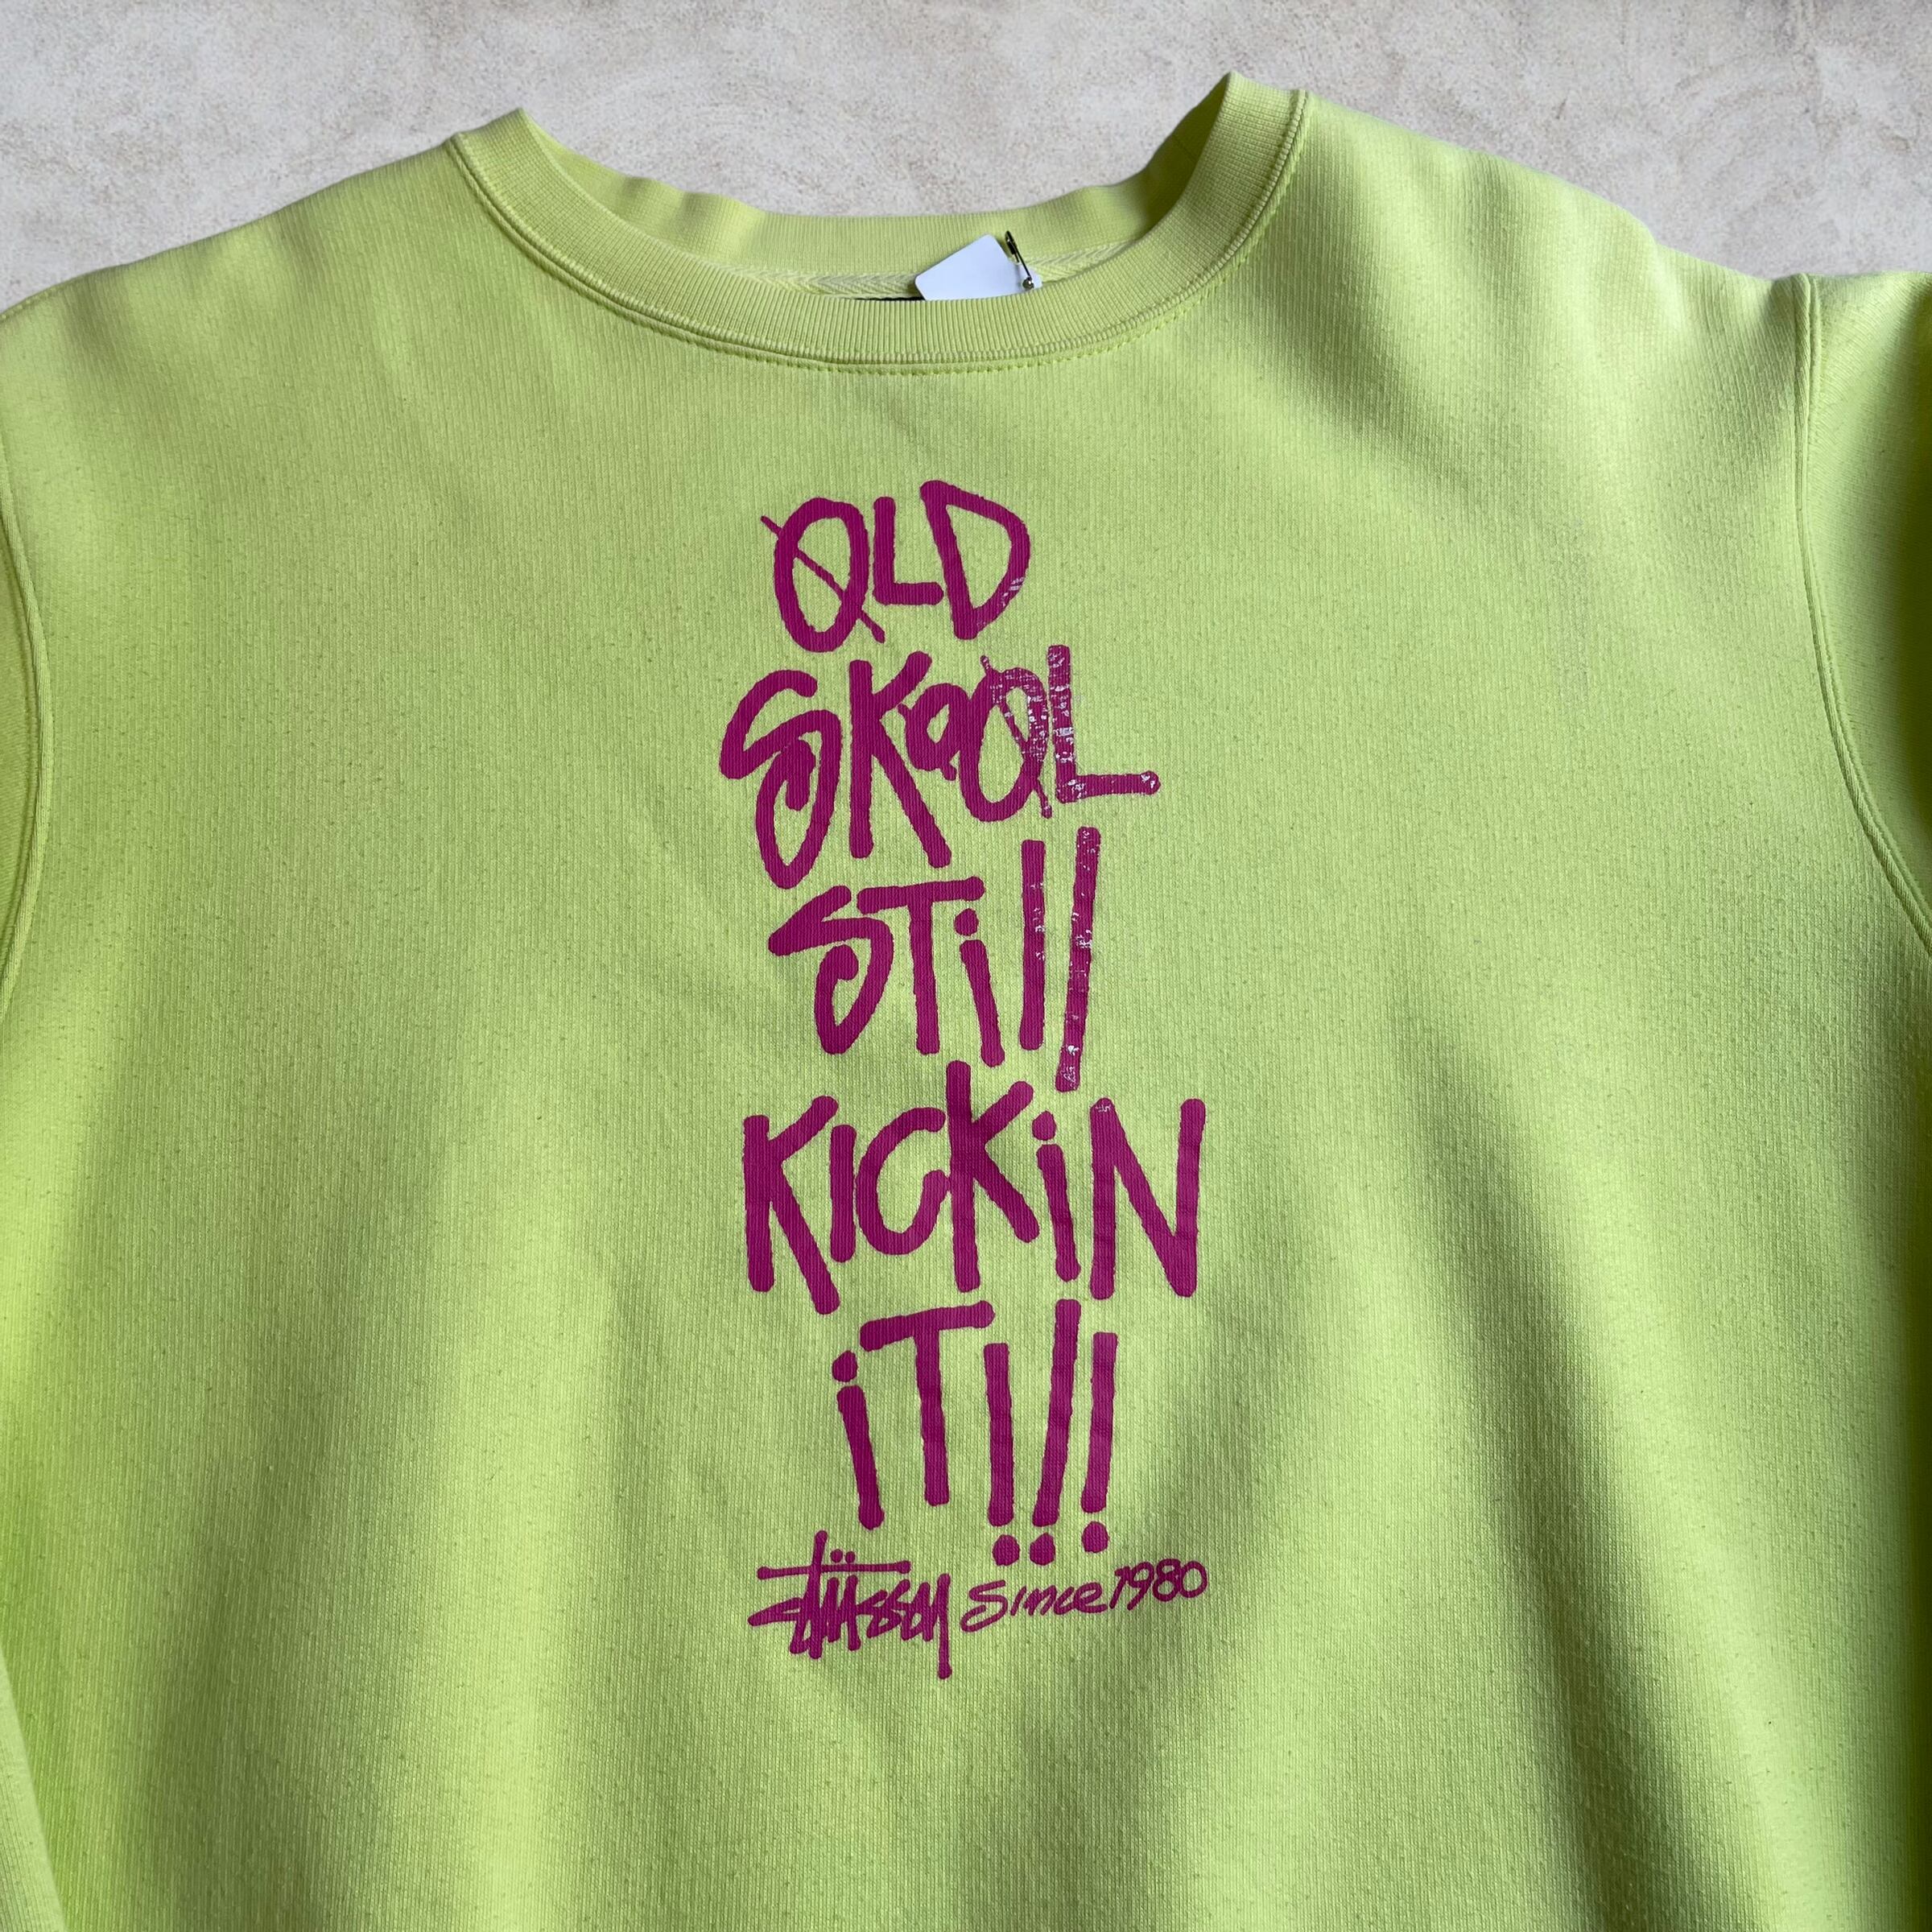 OLD
SKOOL
STiLL
KICKiN
iT!!!
STÜSSY Since 1980